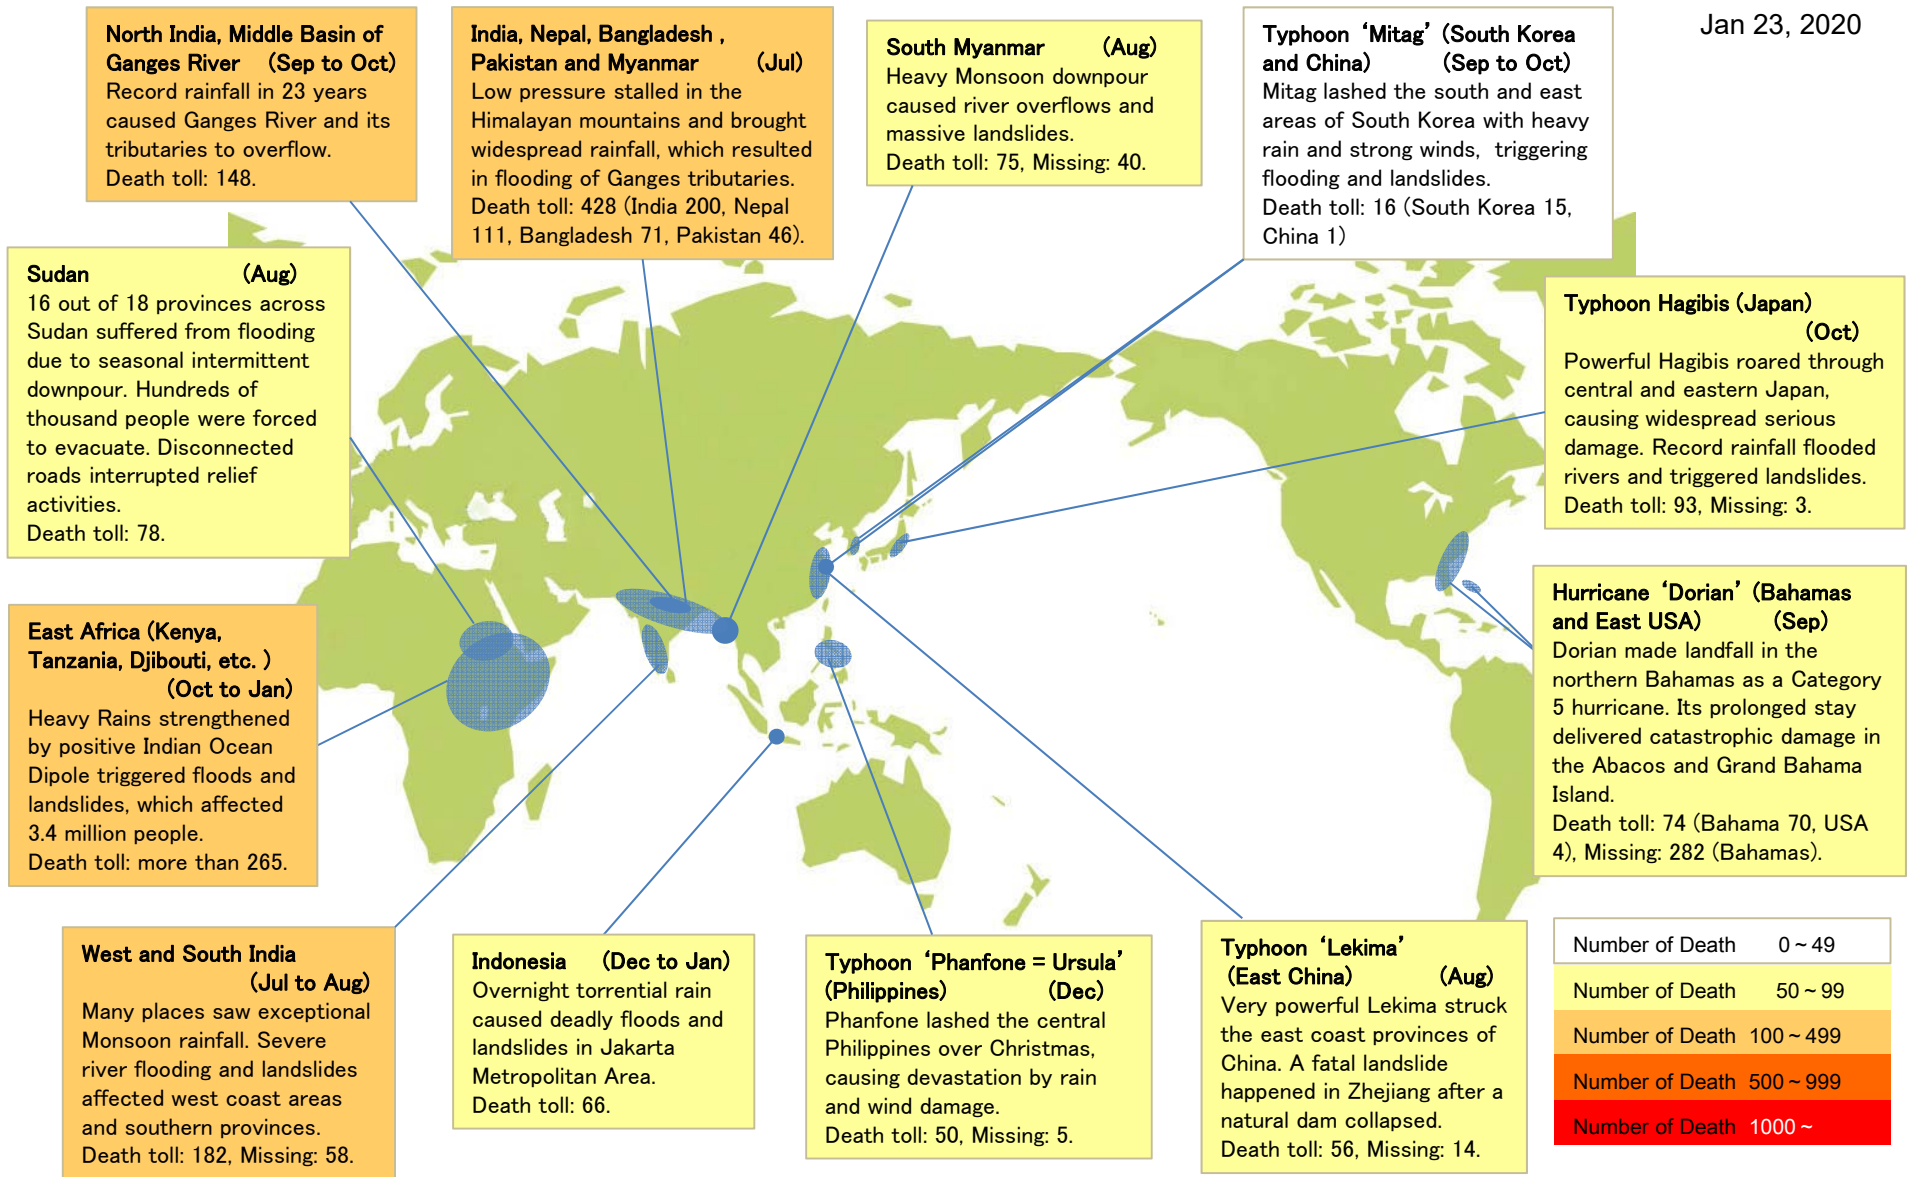 Jan 23, 2020
North India, Middle Basin of
Ganges River (Sep to Oct)
Record rainfall in 23 years
caused Ganges River and its
tributaries to overflow.
Death toll: 148.
India, Nepal, Bangladesh ,
Pakistan and Myanmar (Jul)
Low pressure stalled in the
Himalayan mountains and brought
widespread rainfall, which resulted
in flooding of Ganges tributaries.
Death toll: 428 (India 200, Nepal
111, Bangladesh 71, Pakistan 46).
South Myanmar (Aug)
Heavy Monsoon downpour
caused river overflows and
massive landslides.
Death toll: 75, Missing: 40.
Typhoon ‘Mitag’ (South Korea
and China) (Sep to Oct)
Mitag lashed the south and east
areas of South Korea with heavy
rain and strong winds, triggering
flooding and landslides.
Death toll: 16 (South Korea 15,
China 1)
Sudan (Aug)
16 out of 18 provinces across
Sudan suffered from flooding
due to seasonal intermittent
downpour. Hundreds of
thousand people were forced
to evacuate. Disconnected
roads interrupted relief
activities.
Death toll: 78.
Typhoon Hagibis (Japan)
(Oct)
Powerful Hagibis roared through
central and eastern Japan,
causing widespread serious
damage. Record rainfall flooded
rivers and triggered landslides.
Death toll: 93, Missing: 3.
East Africa (Kenya,
Tanzania, Djibouti, etc. )
(Oct to Jan)
Heavy Rains strengthened
by positive Indian Ocean
Dipole triggered floods and
landslides, which affected
3.4 million people.
Death toll: more than 265.
Hurricane ‘Dorian’ (Bahamas
and East USA) (Sep)
Dorian made landfall in the
northern Bahamas as a Category
5 hurricane. Its prolonged stay
delivered catastrophic damage in
the Abacos and Grand Bahama
Island.
Death toll: 74 (Bahama 70, USA
4), Missing: 282 (Bahamas).
West and South India
(Jul to Aug)
Many places saw exceptional
Monsoon rainfall. Severe
river flooding and landslides
affected west coast areas
and southern provinces.
Death toll: 182, Missing: 58.
Indonesia (Dec to Jan)
Overnight torrential rain
caused deadly floods and
landslides in Jakarta
Metropolitan Area.
Death toll: 66.
Typhoon ‘Phanfone = Ursula’
(Philippines) (Dec)
Phanfone lashed the central
Philippines over Christmas,
causing devastation by rain
and wind damage.
Death toll: 50, Missing: 5.
Typhoon ‘Lekima’
(East China) (Aug)
Very powerful Lekima struck
the east coast provinces of
China. A fatal landslide
happened in Zhejiang after a
natural dam collapsed.
Death toll: 56, Missing: 14.
Number of Death 0 ~ 49
Number of Death 50 ~ 99
Number of Death 100 ~ 499
Number of Death 500 ~ 999
Number of Death 1000 ~